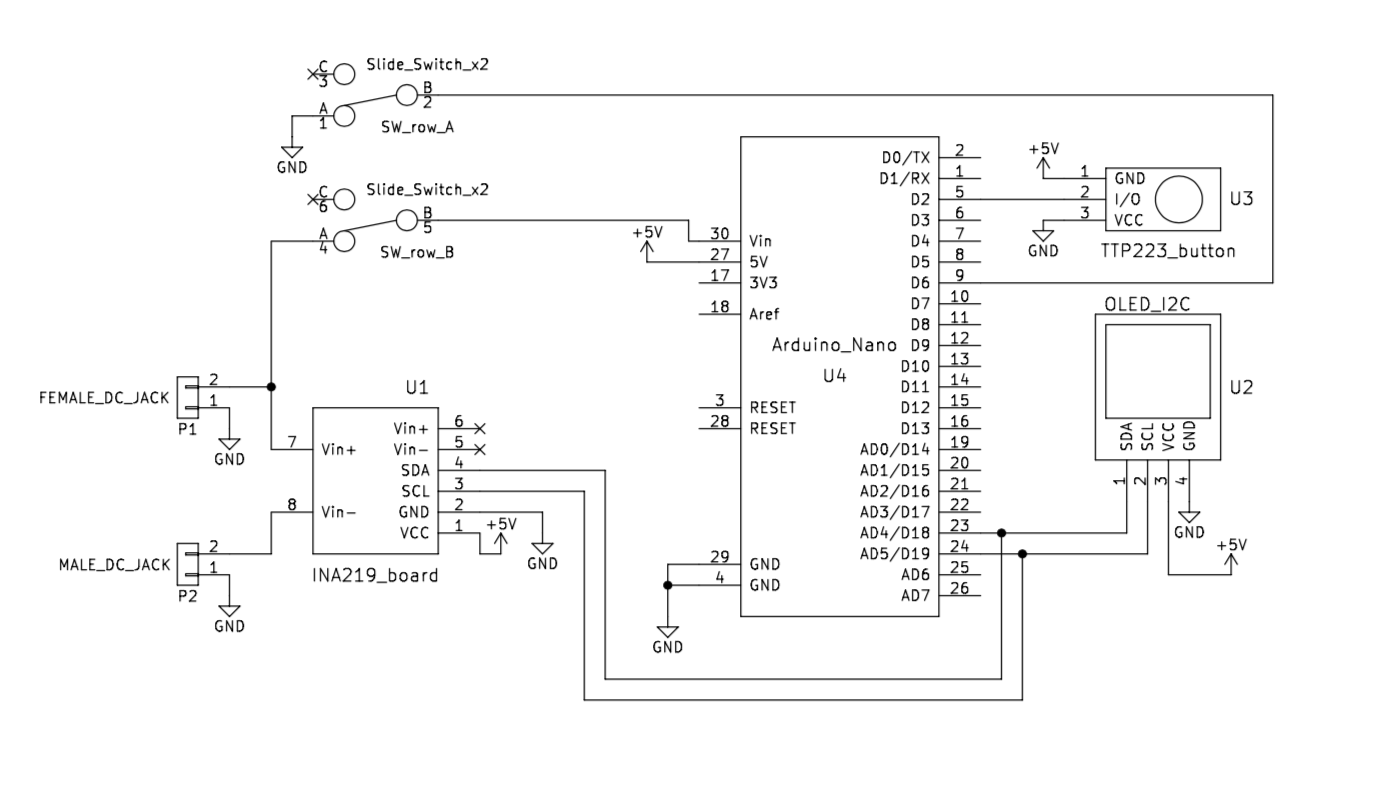 Slide_Switch_x2
C
3
B
2
A
1
SW_row_A
GND
Slide_Switch_x2
C
6
B
5
A
4
SW_row_B
FEMALE_DC_JACK
2
1
P1
GND
MALE_DC_JACK
2
1
P2
GND
U1
7 Vin+
8 Vin-
Vin+ 6
Vin- 5
SDA 4
SCL 3
GND 2
VCC 1
+5V
GND
INA219_board
+5V
30 Vin
27 5V
17 3V3
18 Aref
3 RESET
28 RESET
29 GND
4 GND
GND
Arduino_Nano
U4
D0/TX 2
D1/RX 1
D2 5
D3 6
D4 7
D5 8
D6 9
D7 10
D8 11
D9 12
D10 13
D11 14
D12 15
D13 16
AD0/D14 19
AD1/D15 20
AD2/D16 21
AD3/D17 22
AD4/D18 23
AD5/D19 24
AD6 25
AD7 26
+5V
1 GND
2 I/O
3 VCC
GND
U3
TTP223_button
OLED_I2C
U2
SDA
SCL
VCC
GND
1
2
3
4
GND
+5V